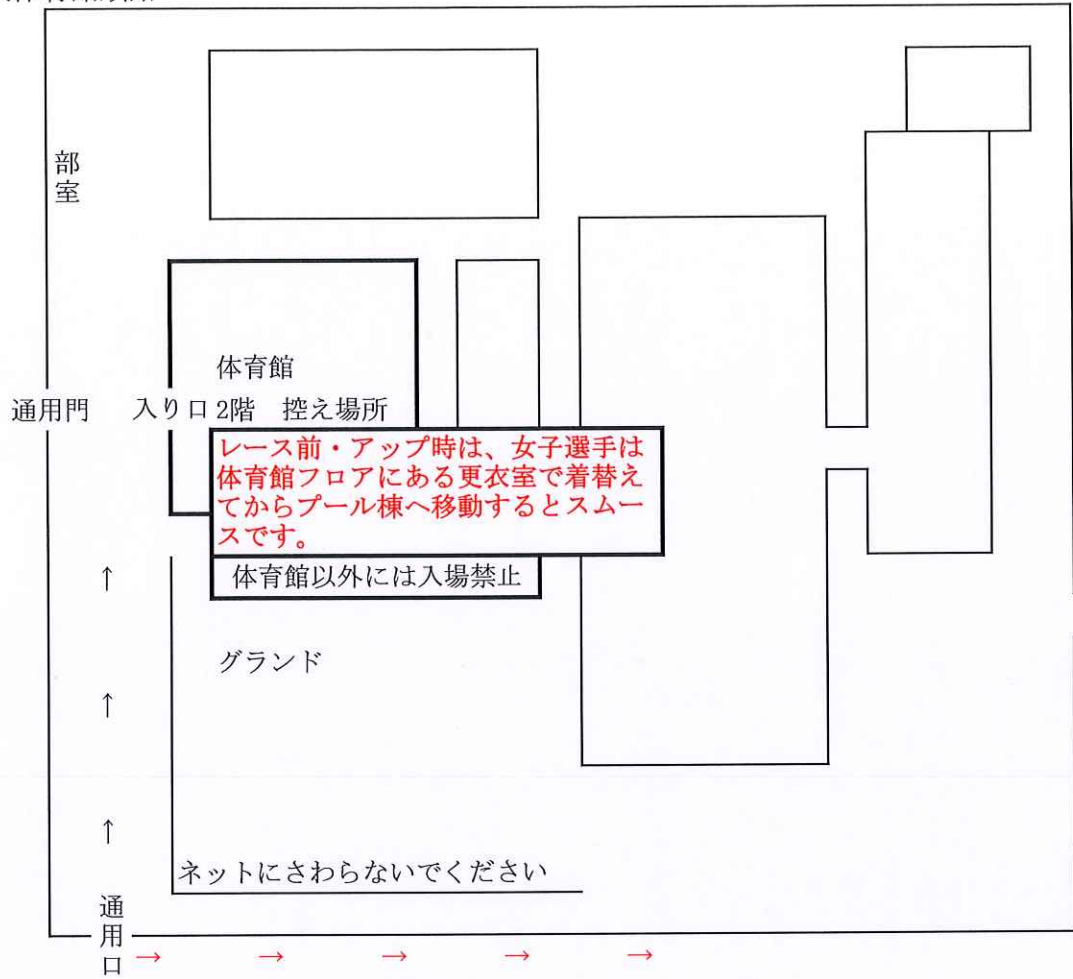 部室
体育館
通用門
入り口 2階 控え場所
レース前・アップ時は、女子選手は
体育館フロアにある更衣室で着替え
てからプール棟へ移動するとスムー
スです。
体育館以外には入場禁止
↑
グランド
↑
↑
ネットにさわらないでください
通用口
→ → → → →